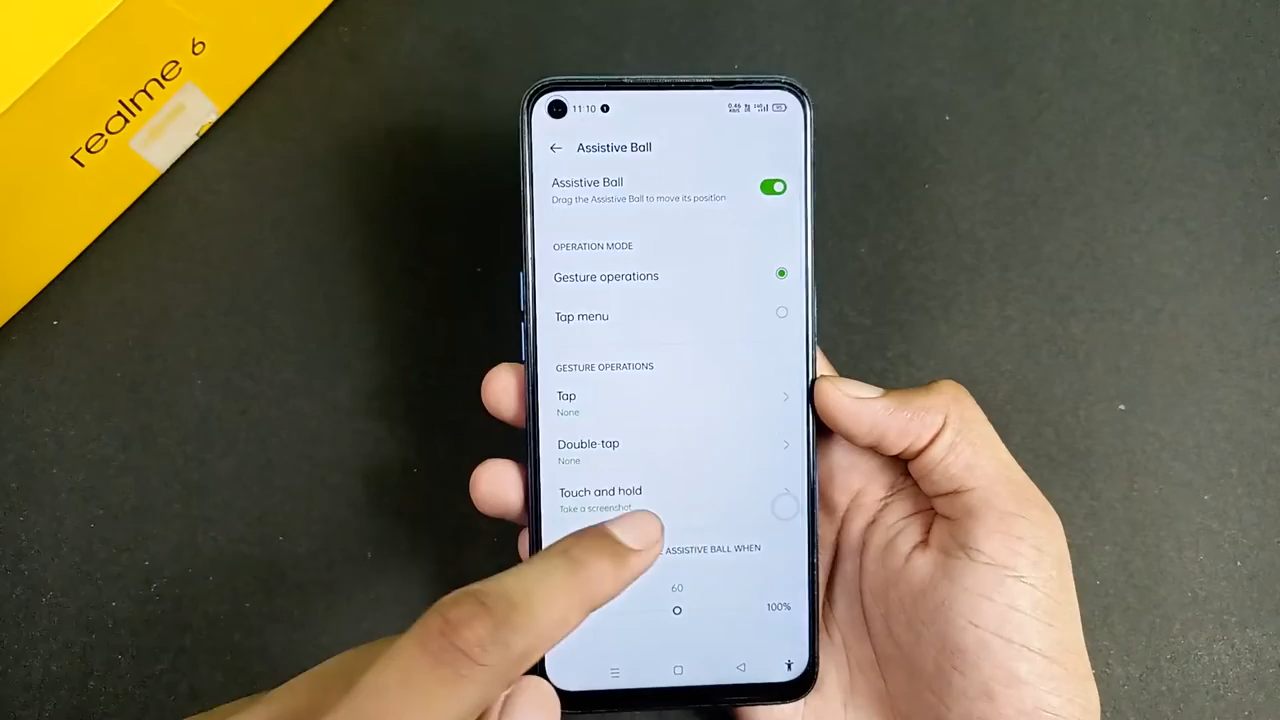 realme 6
11:10
Assistive Ball
Assistive Ball
Drag the Assistive Ball to move its position
OPERATION MODE
Gesture operations
Tap menu
GESTURE OPERATIONS
Tap
None
Double-tap
None
Touch and hold
Take a screenshot
ASSISTIVE BALL WHEN
60
100%